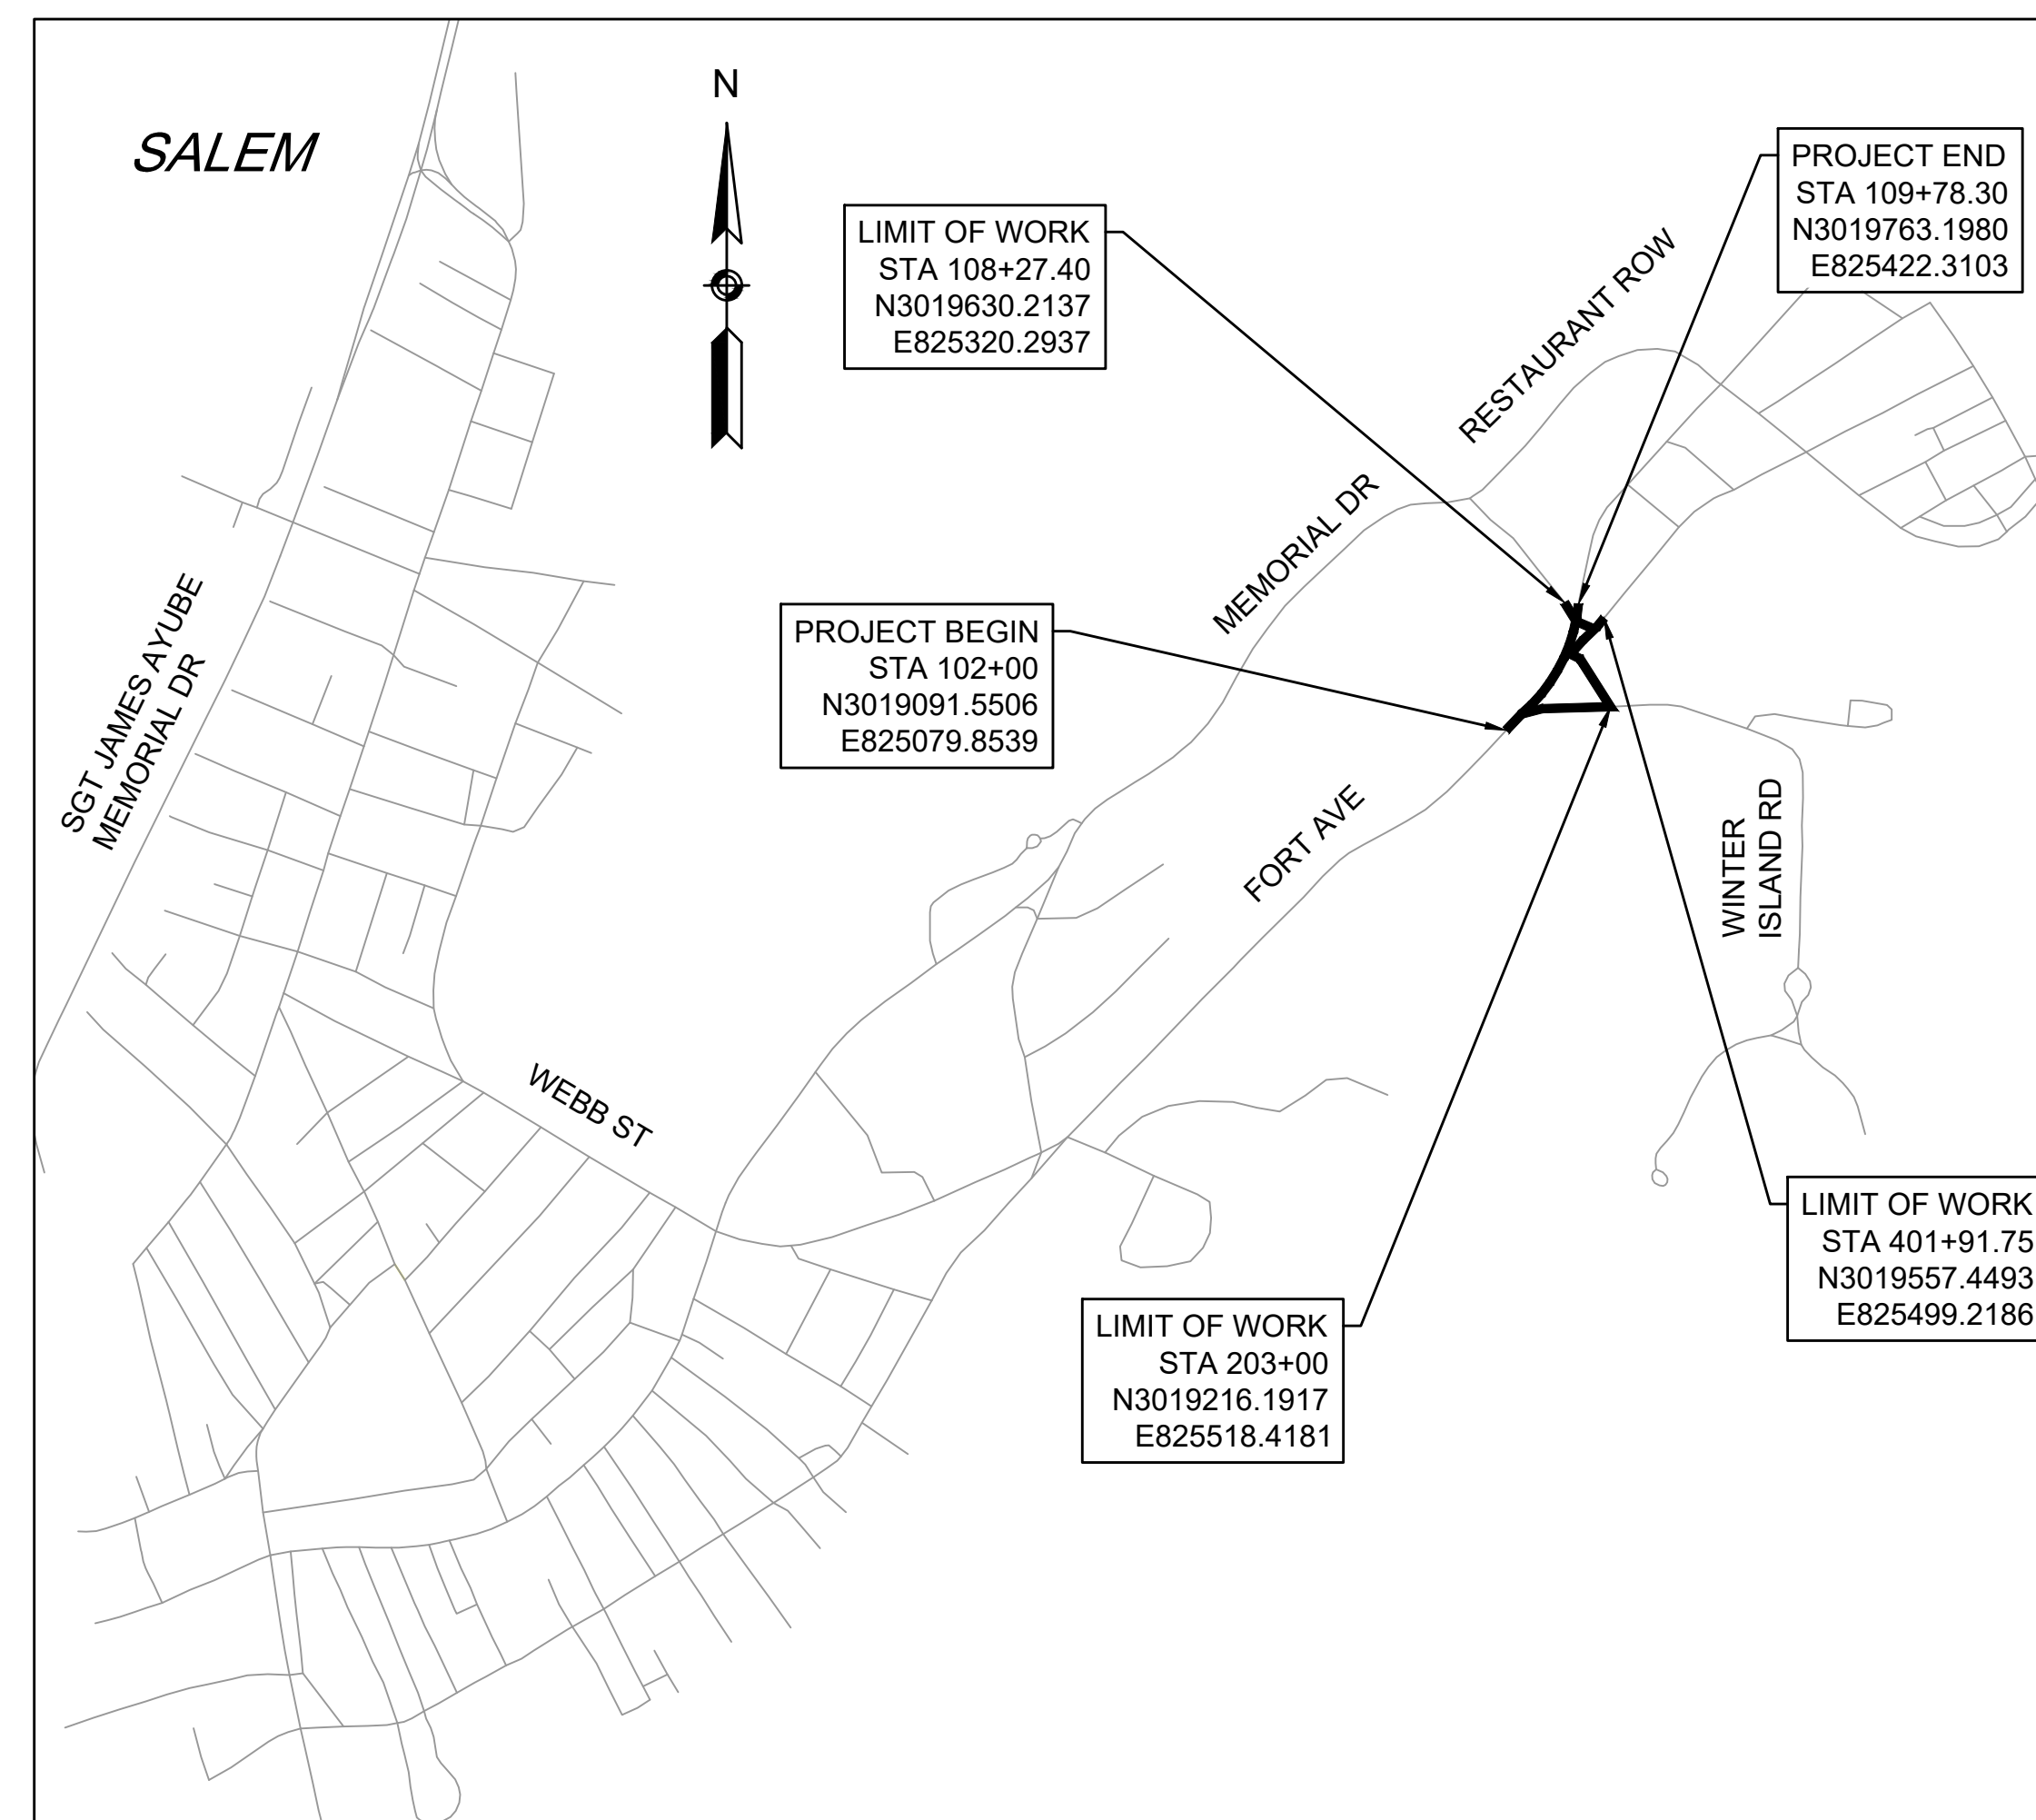 SALEM
N
PROJECT END
STA 109+78.30
N3019763.1980
E825422.3103
LIMIT OF WORK
STA 108+27.40
N3019630.2137
E825320.2937
RESTAURANT ROW
MEMORIAL DR
PROJECT BEGIN
STA 102+00
N3019091.5506
E825079.8539
SGT JAMES AYUBE
MEMORIAL DR
FORT AVE
WINTER
ISLAND RD
WEBB ST
LIMIT OF WORK
STA 401+91.75
N3019557.4493
E825499.2186
LIMIT OF WORK
STA 203+00
N3019216.1917
E825518.4181